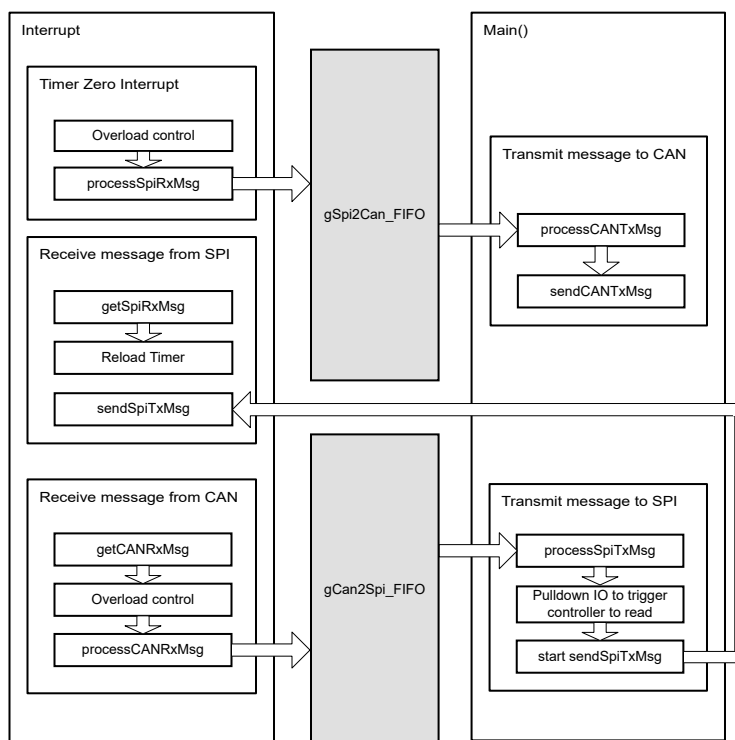 Interrupt
Timer Zero Interrupt
Overload control
processSpiRxMsg
Receive message from SPI
getSpiRxMsg
Reload Timer
sendSpiTxMsg
Receive message from CAN
getCANRxMsg
Overload control
processCANRxMsg
gSpi2Can_FIFO
gCan2Spi_FIFO
Main()
Transmit message to CAN
processCANTxMsg
sendCANTxMsg
Transmit message to SPI
processSpiTxMsg
Pulldown IO to trigger
controller to read
start sendSpiTxMsg